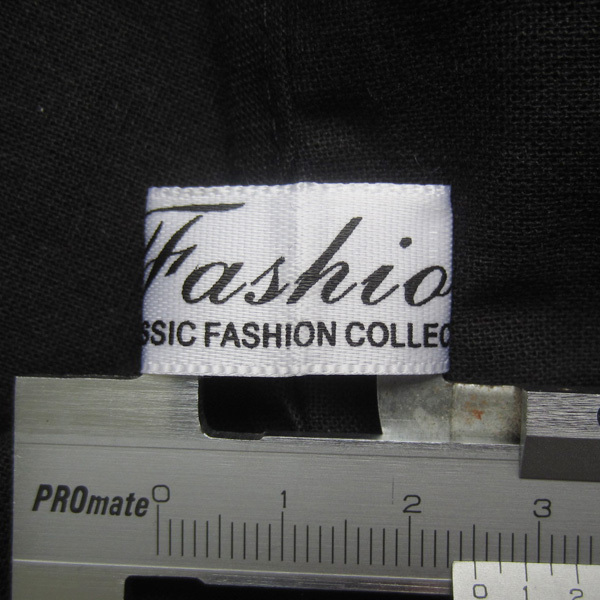 Fashio
SSIC FASHION COLLEC
PROmate 0 1 2 3
0 1 2